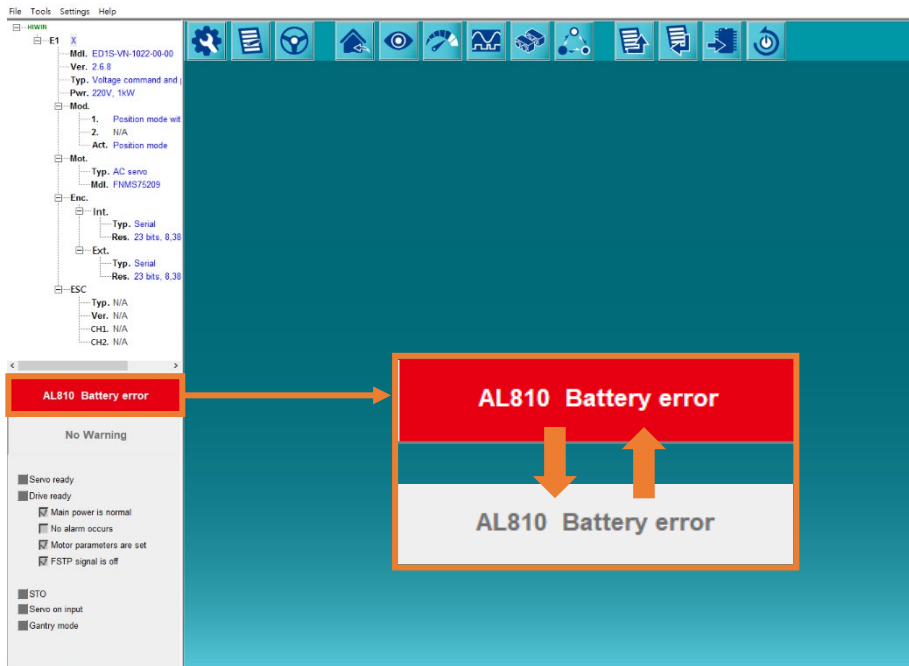 File Tools Settings Help
HIWIN
E1 X
Mdl. ED1S-VN-1022-00-00
Ver. 2.6.8
Typ. Voltage command and p
Pwr. 220V, 1kW
Mod.
1. Position mode wit
2. N/A
Act. Position mode
Mot.
Typ. AC servo
Mdl. FNMS75209
Enc.
Int.
Typ. Serial
Res. 23 bits, 8,38
Ext.
Typ. Serial
Res. 23 bits, 8,38
ESC
Typ. N/A
Ver. N/A
CH1. N/A
CH2. N/A
AL810 Battery error
No Warning
Servo ready
Drive ready
Main power is normal
No alarm occurs
Motor parameters are set
FSTP signal is off
STO
Servo on input
Gantry mode
AL810 Battery error
AL810 Battery error